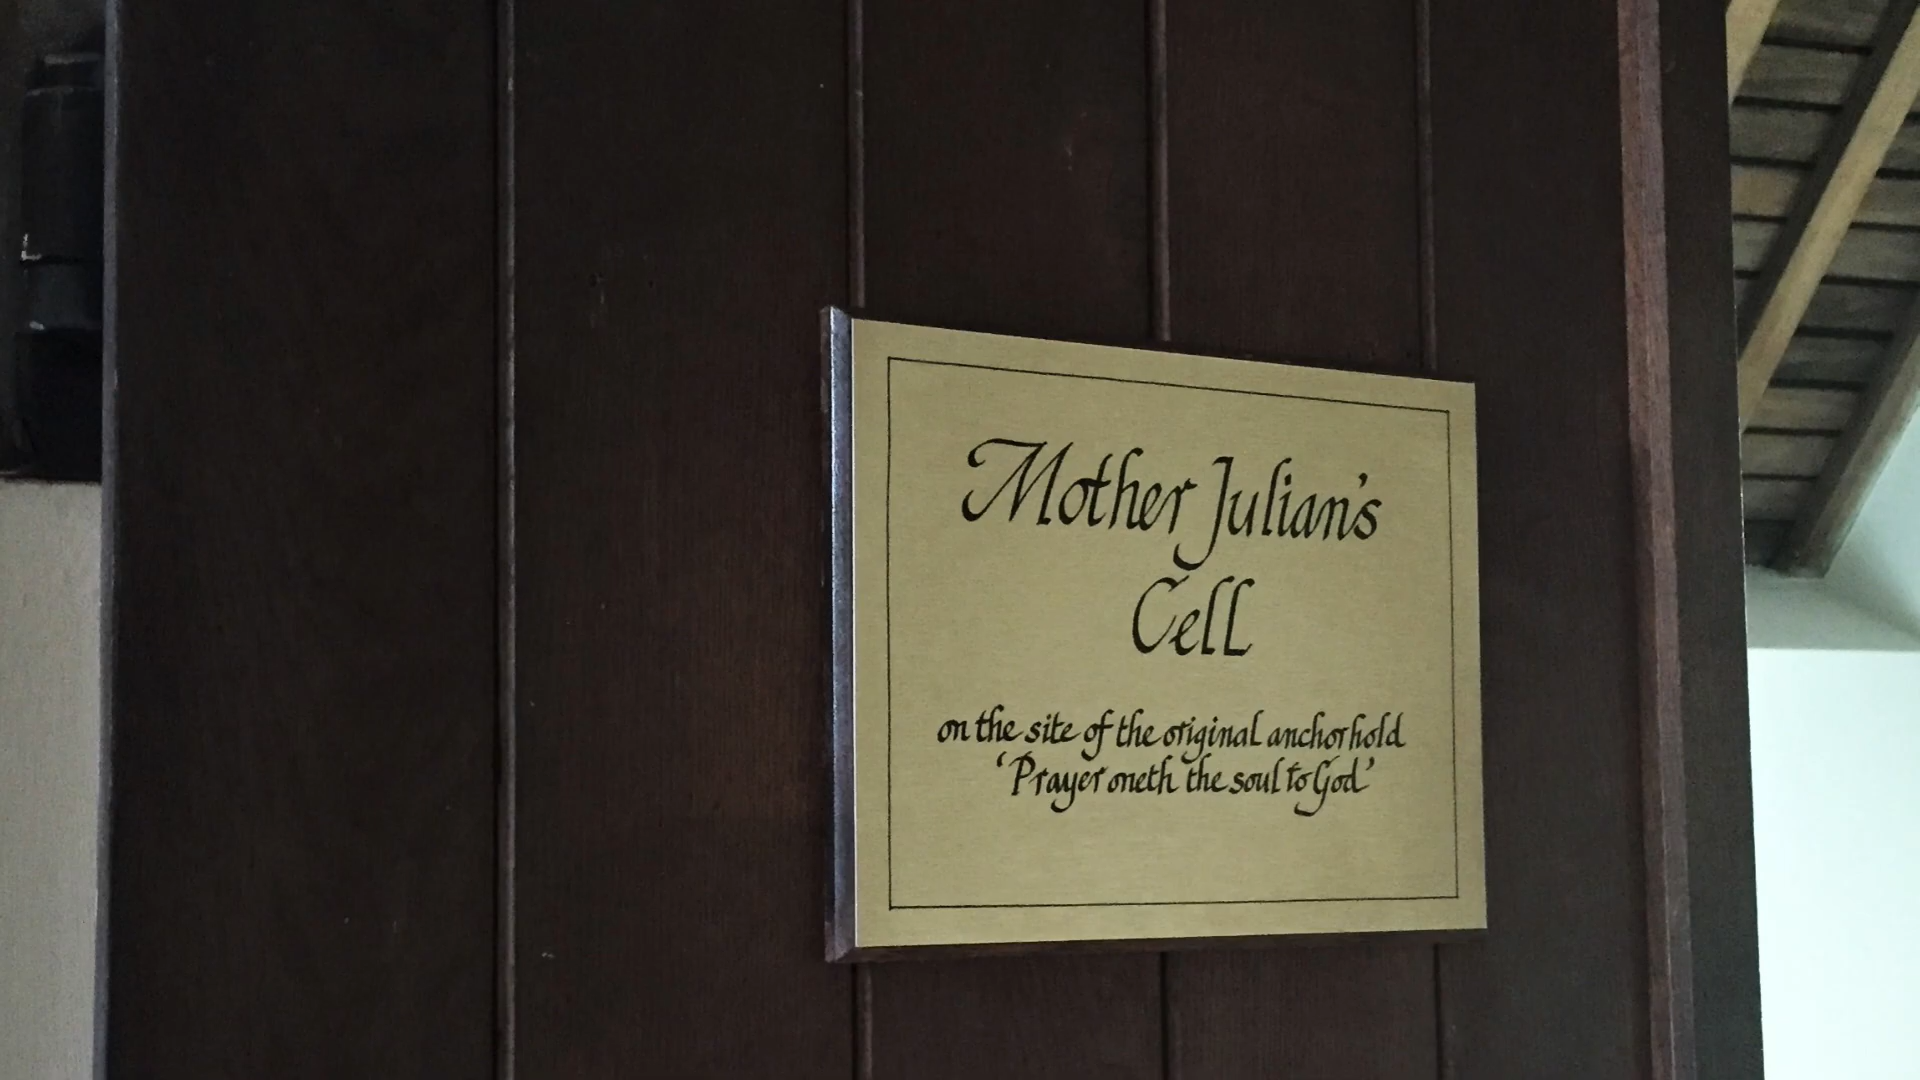 Mother Julian's
Cell
on the site of the original anchorhold
'Prayer oneth the soul to God'